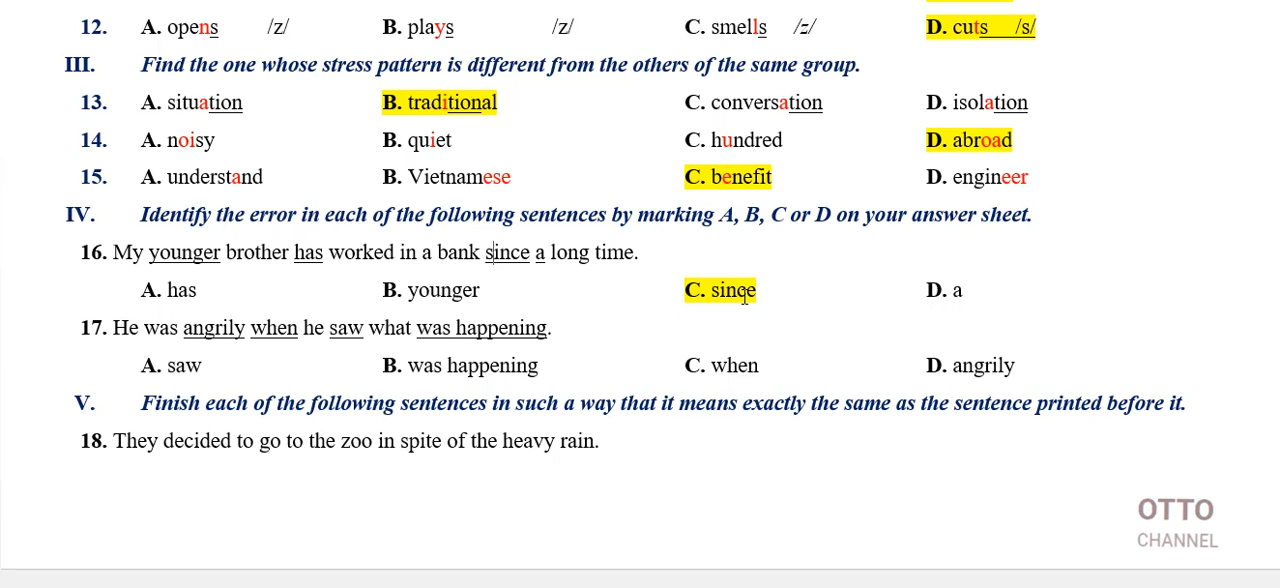 12. A. opens /z/ B. plays /z/ C. smells /z/ D. cuts /s/
III. Find the one whose stress pattern is different from the others of the same group.
13. A. situation B. traditional C. conversation D. isolation
14. A. noisy B. quiet C. hundred D. abroad
15. A. understand B. Vietnamese C. benefit D. engineer
IV. Identify the error in each of the following sentences by marking A, B, C or D on your answer sheet.
16. My younger brother has worked in a bank since a long time.
A. has B. younger C. since D. a
17. He was angrily when he saw what was happening.
A. saw B. was happening C. when D. angrily
V. Finish each of the following sentences in such a way that it means exactly the same as the sentence printed before it.
18. They decided to go to the zoo in spite of the heavy rain.
OTTO
CHANNEL